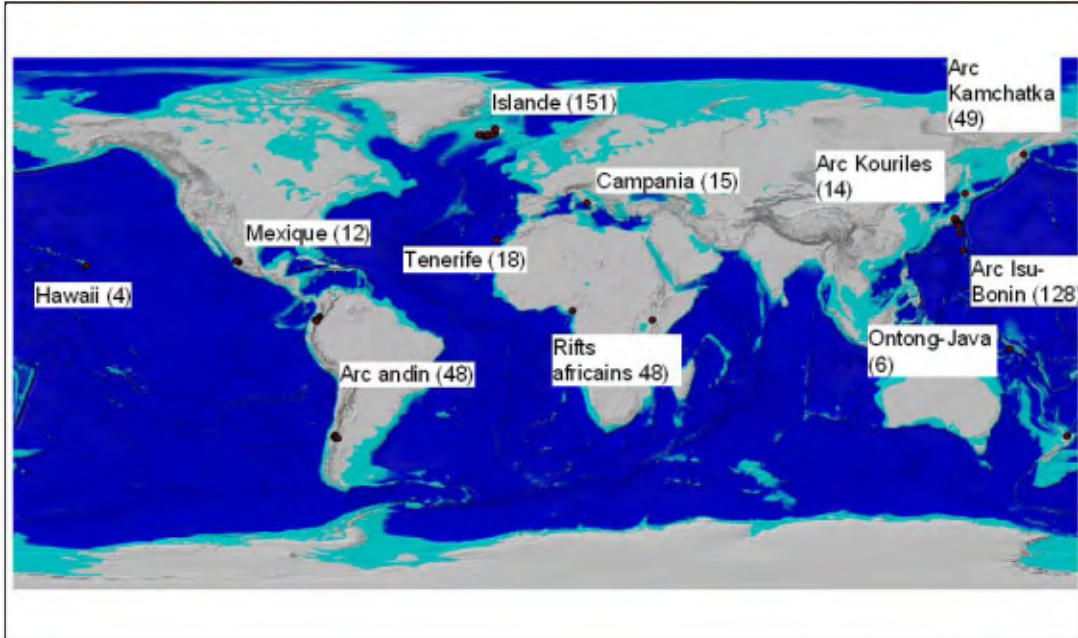 Arc
Kamchatka
(49)
Islande (151)
Arc Kouriles
(14)
Campania (15)
Mexique (12)
Tenerife (18)
Hawaii (4)
Arc Isu-
Bonin (128)
Rifts
africains 48)
Ontong-Java
(6)
Arc andin (48)